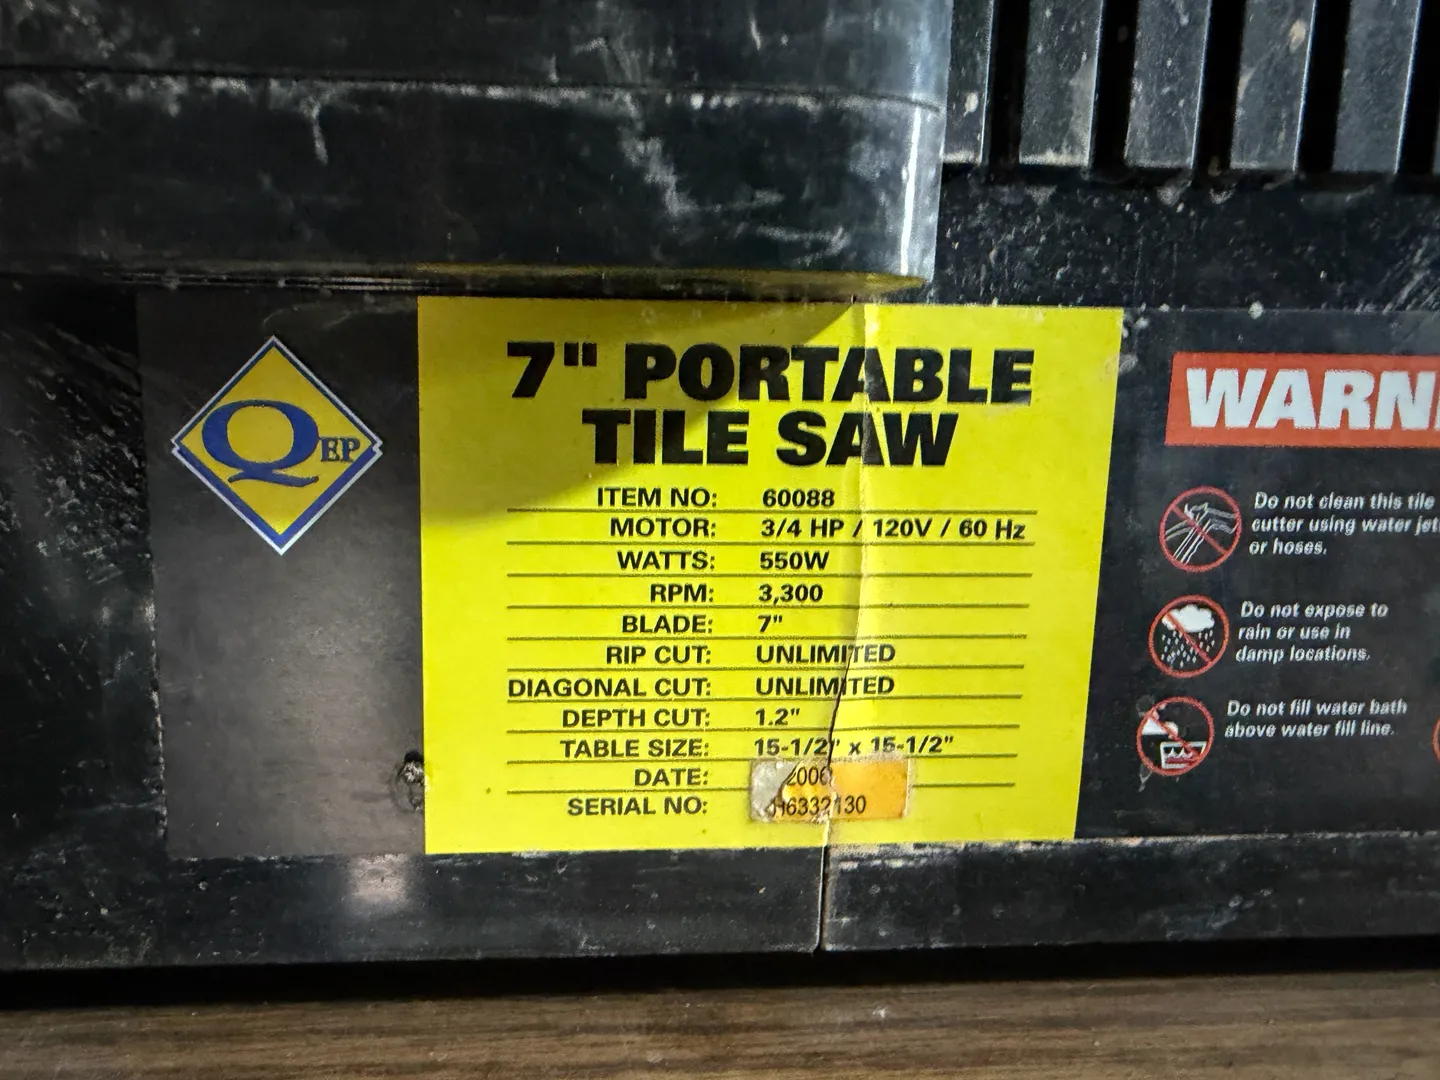 QEP
7" PORTABLE
TILE SAW
ITEM NO: 60088
MOTOR: 3/4 HP / 120V / 60 Hz
WATTS: 550W
RPM: 3,300
BLADE: 7"
RIP CUT: UNLIMITED
DIAGONAL CUT: UNLIMITED
DEPTH CUT: 1.2"
TABLE SIZE: 15-1/2" x 15-1/2"
DATE:
SERIAL NO:
WARN
Do not clean this tile
cutter using water jet
or hoses.
Do not expose to
rain or use in
damp locations.
Do not fill water bath
above water fill line.